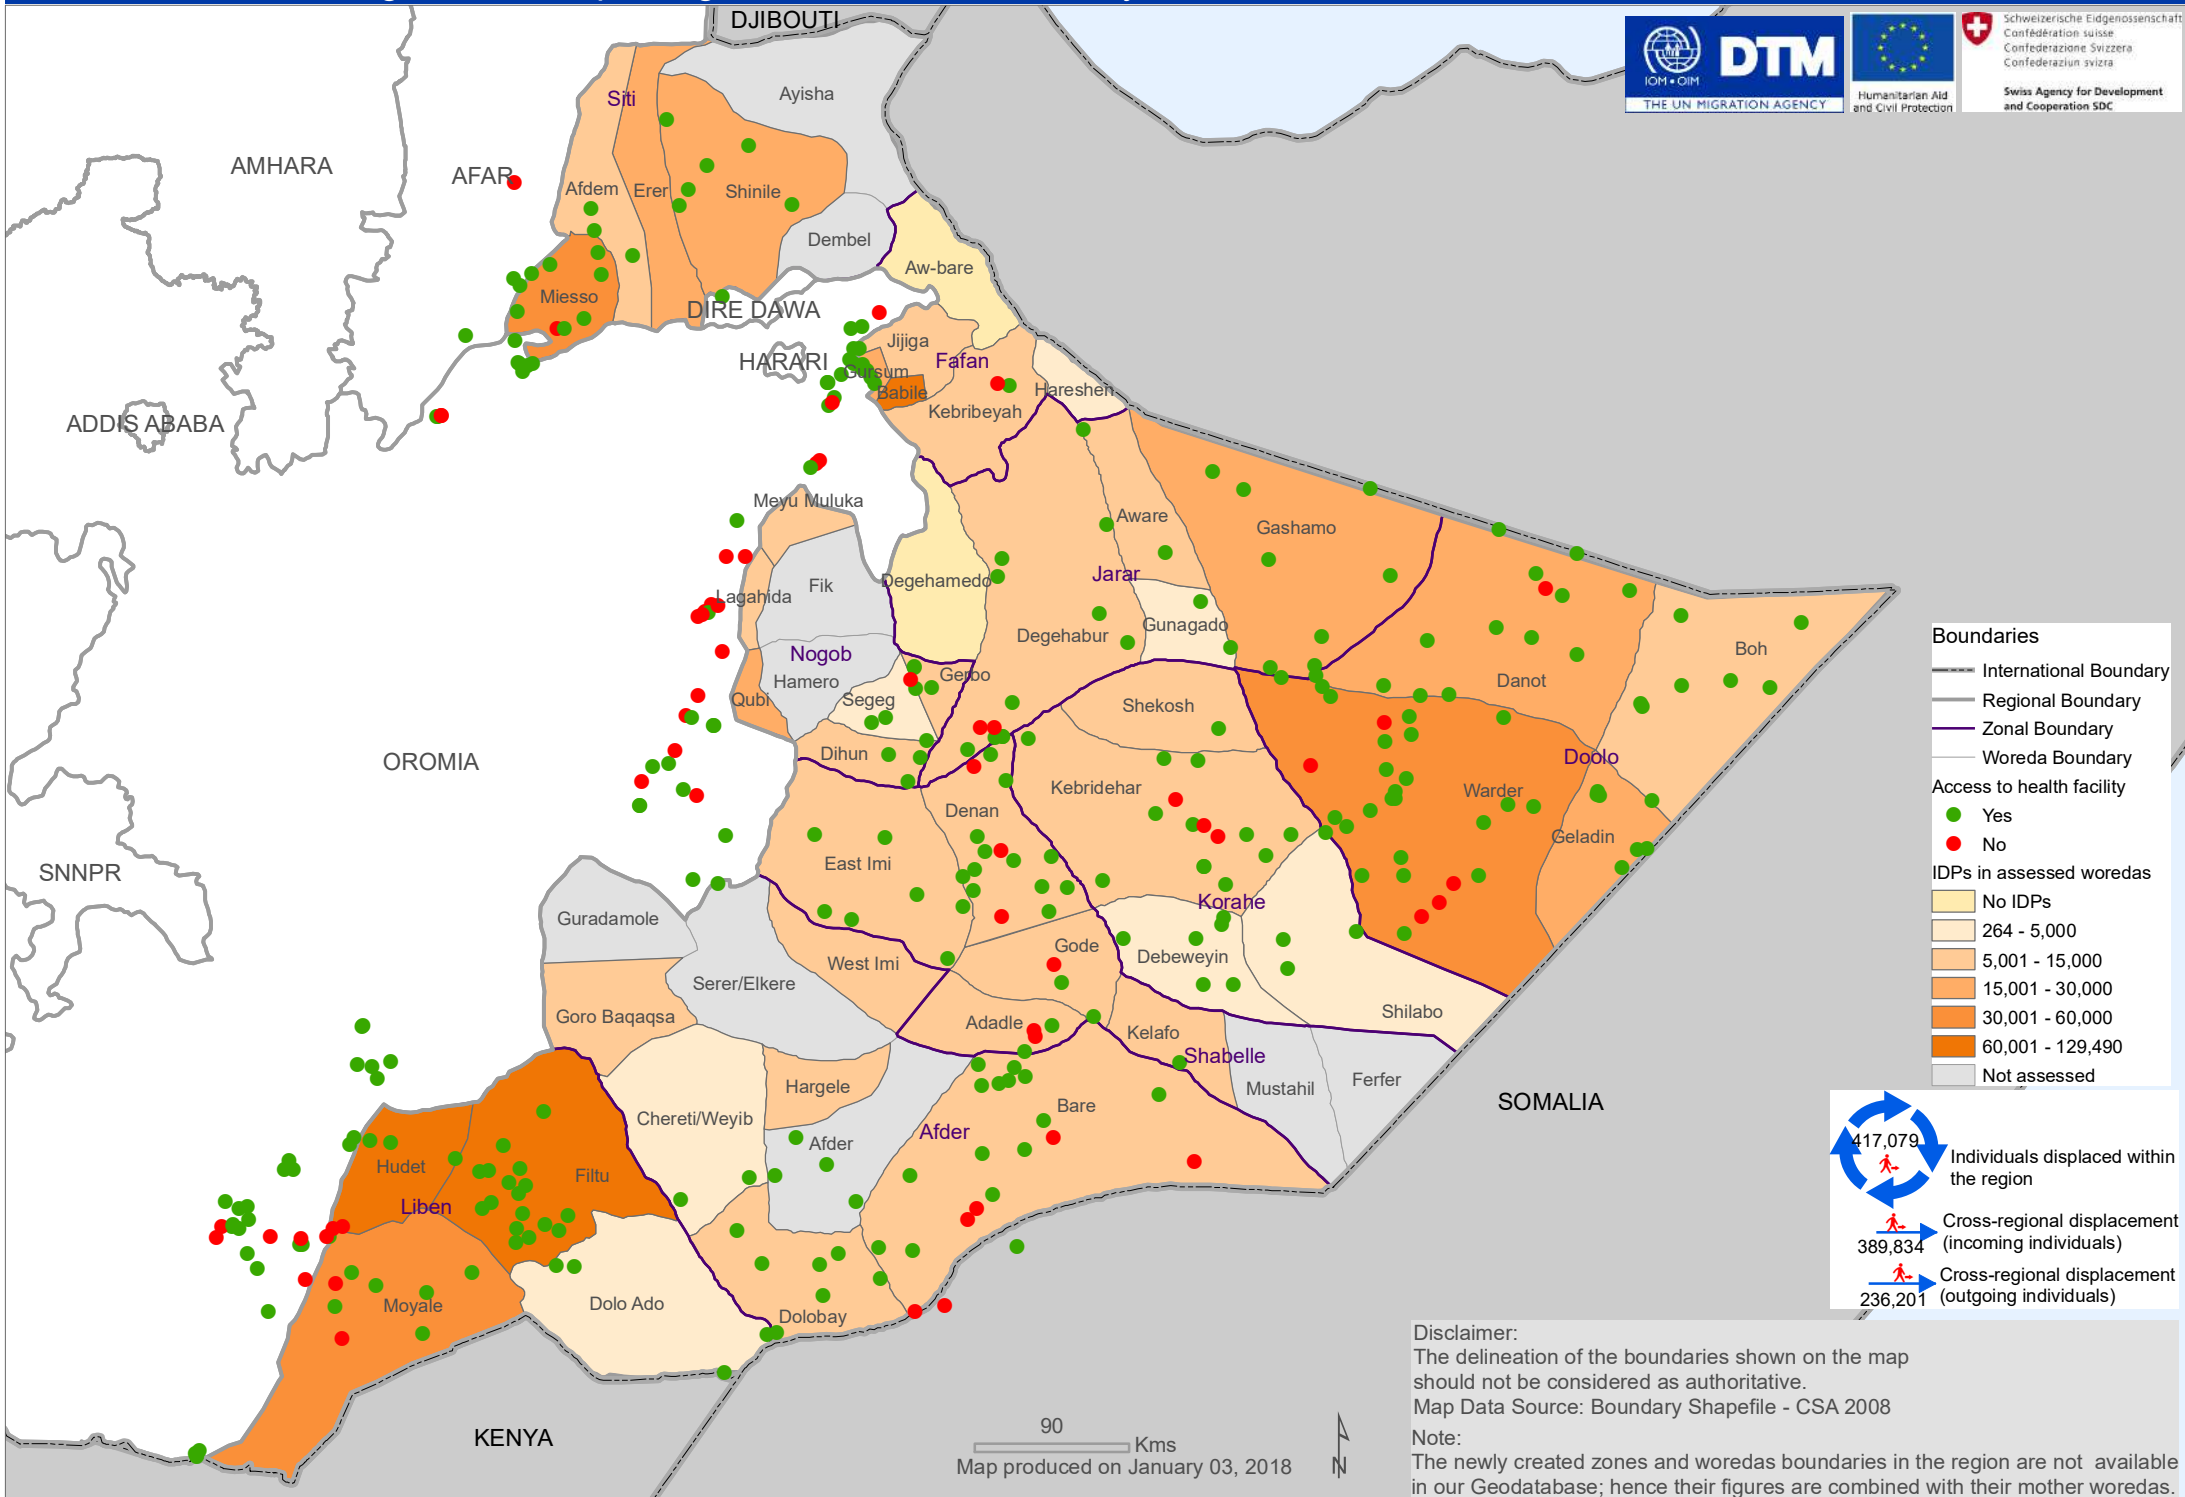 DJIBOUTI
IOM • OIM
DTM
THE UN MIGRATION AGENCY
Humanitarian Aid
and Civil Protection
Schweizerische Eidgenossenschaft
Confédération suisse
Confederazione Svizzera
Confederaziun svizra
Swiss Agency for Development
and Cooperation SDC
Siti
Ayisha
AMHARA
AFAR
Afdem
Erer
Shinile
Dembel
Aw-bare
Miesso
DIRE DAWA
HARARI
Jijiga
Fafan
Gursum
Babile
Hareshen
Kebribeyah
ADDIS ABABA
Meyu Muluka
Aware
Gashamo
Degehamedo
Jarar
Fik
Lagahida
Gunagado
Degehabur
Nogob
Hamero
Gerbo
Segeg
Qubi
Shekosh
Danot
Boh
Dihun
OROMIA
Doolo
Kebridehar
Warder
Denan
Geladin
East Imi
SNNPR
Korahe
Guradamole
Gode
Debeweyin
West Imi
Serer/Elkere
Shilabo
Goro Baqaqsa
Adadle
Kelafo
Shabelle
Mustahil
Ferfer
Hargele
Chereti/Weyib
Bare
Afder
Afder
Hudet
Filtu
Liben
Moyale
Dolo Ado
Dolobay
SOMALIA
KENYA
Boundaries
International Boundary
Regional Boundary
Zonal Boundary
Woreda Boundary
Access to health facility
Yes
No
IDPs in assessed woredas
No IDPs
264 - 5,000
5,001 - 15,000
15,001 - 30,000
30,001 - 60,000
60,001 - 129,490
Not assessed
417,079
Individuals displaced within
the region
389,834
Cross-regional displacement
(incoming individuals)
236,201
Cross-regional displacement
(outgoing individuals)
90
Kms
Map produced on January 03, 2018
N
Disclaimer:
The delineation of the boundaries shown on the map
should not be considered as authoritative.
Map Data Source: Boundary Shapefile - CSA 2008
Note:
The newly created zones and woredas boundaries in the region are not available
in our Geodatabase; hence their figures are combined with their mother woredas.